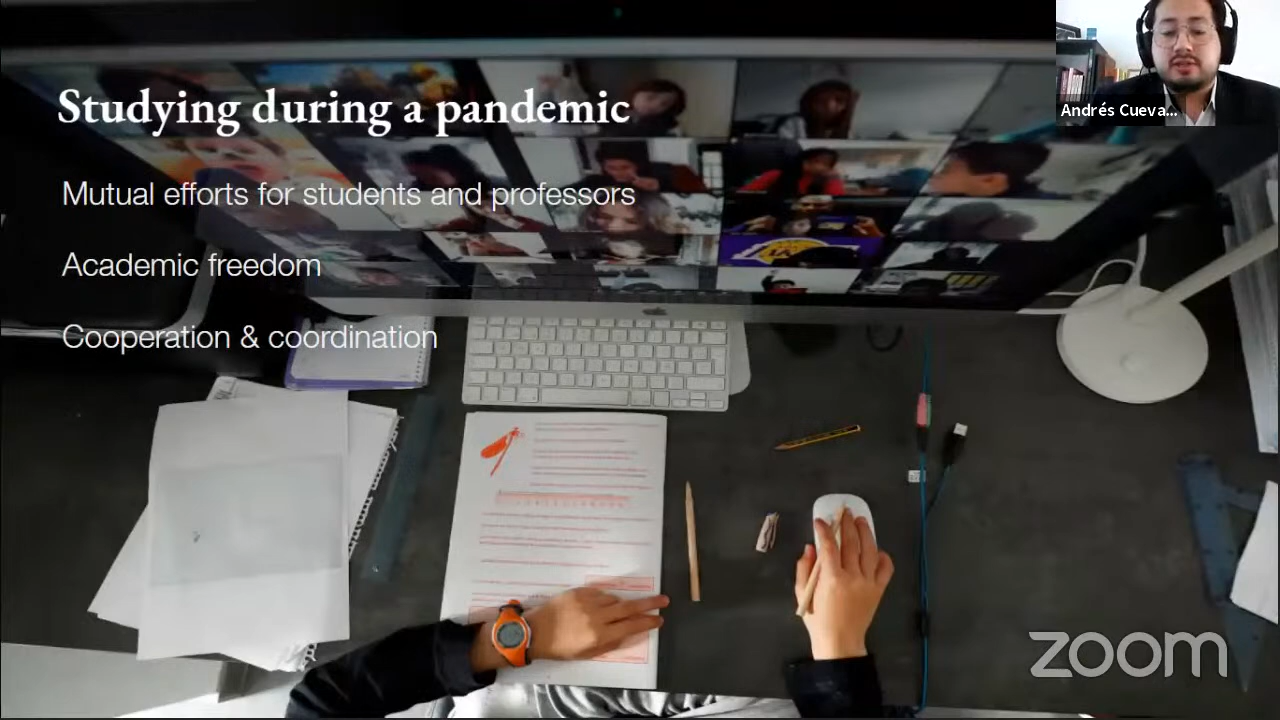 Studying during a pandemic
Andrés Cueva...
Mutual efforts for students and professors
Academic freedom
Cooperation & coordination
zoom